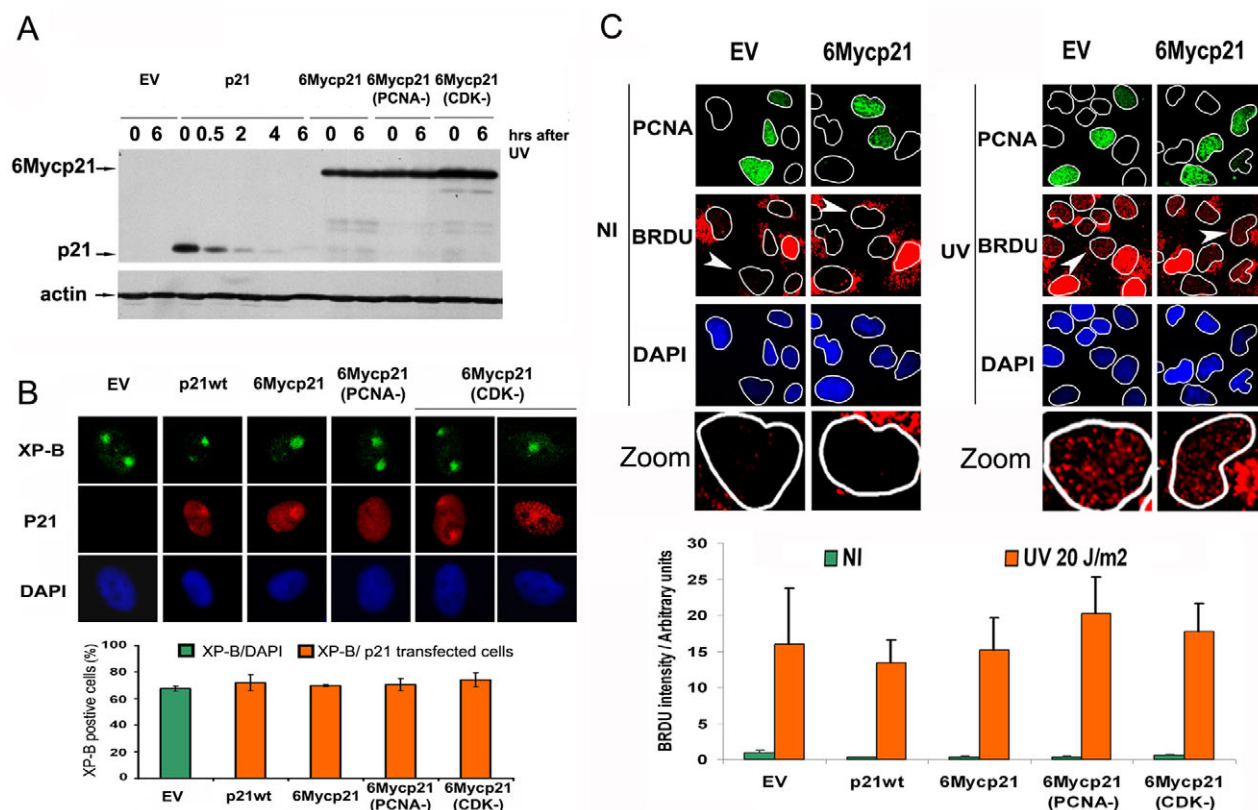 A
EV p21 6Mycp21 6Mycp21 6Mycp21
(PCNA-) (CDK-)
0 6 0 0.5 2 4 6 0 6 0 6 0 6 hrs after
UV
6Mycp21
p21
actin
B
EV p21wt 6Mycp21 6Mycp21 6Mycp21
(PCNA-) (CDK-)
XP-B
P21
DAPI
XP-B postive cells (%)
100
80
60
40
20
0
XP-B/DAPI XP-B/ p21 transfected cells
EV p21wt 6Mycp21 6Mycp21 6Mycp21
(PCNA-) (CDK-)
C
EV 6Mycp21
NI
PCNA
BRDU
DAPI
Zoom
EV 6Mycp21
UV
PCNA
BRDU
DAPI
Zoom
BRDU intensity / Arbitrary units
30
25
20
15
10
5
0
NI UV 20 J/m2
EV p21wt 6Mycp21 6Mycp21 6Mycp21
(PCNA-) (CDK-)